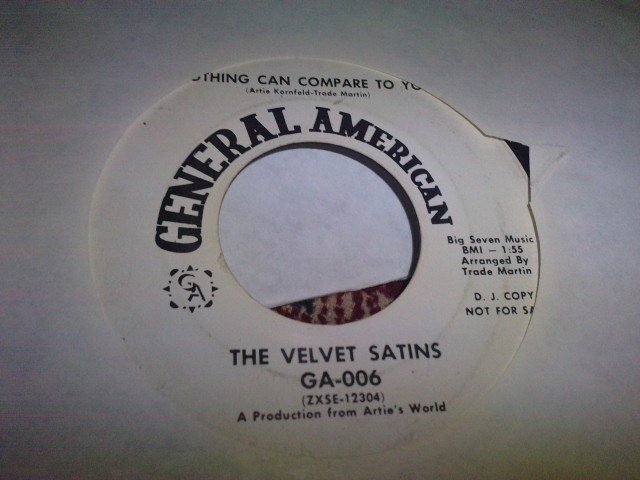 OTHING CAN COMPARE TO YO
(Artie Kornfeld-Trade Martin)
GENERAL AMERICAN
Big Seven Music
BMI — 1:55
Arranged By
Trade Martin
D. J. COPY
NOT FOR SA
THE VELVET SATINS
GA-006
(ZXSE-12304)
A Production from Artie's World